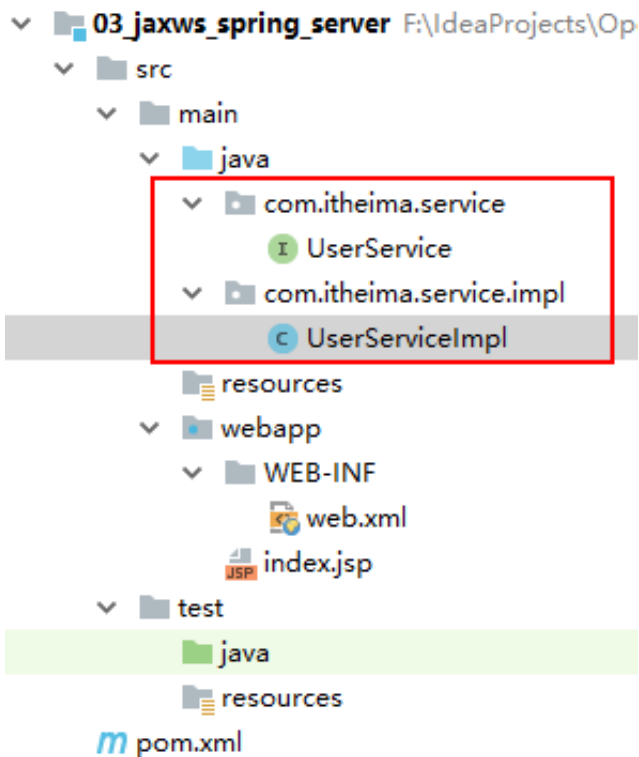 03_jaxws_spring_server F:\IdeaProjects\Op
src
main
java
com.itheima.service
I UserService
com.itheima.service.impl
C UserServiceImpl
resources
webapp
WEB-INF
web.xml
JSP index.jsp
test
java
resources
m pom.xml